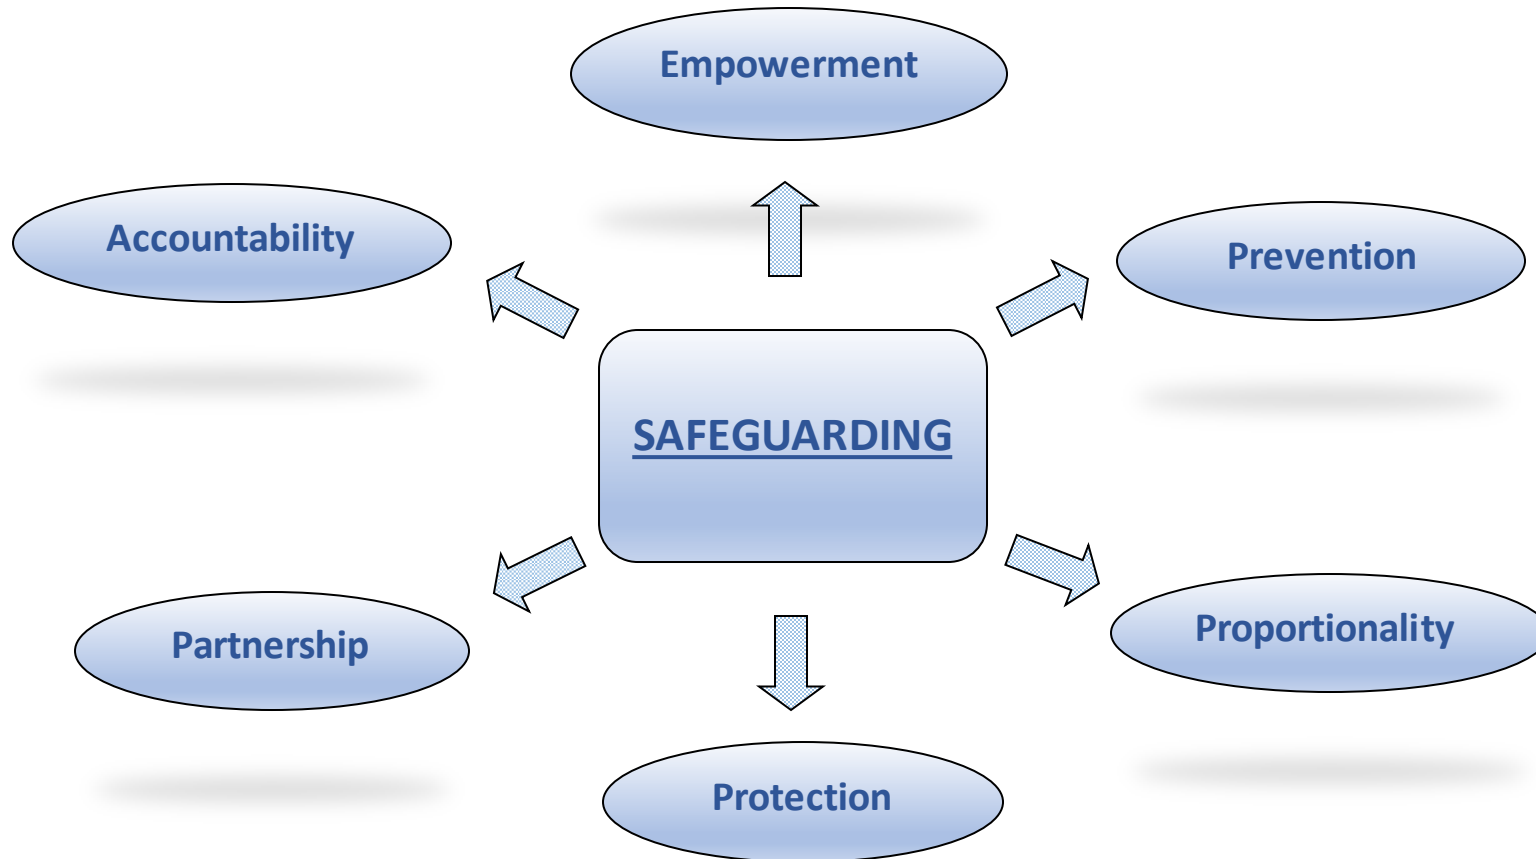 Empowerment
Accountability
Prevention
SAFEGUARDING
Partnership
Proportionality
Protection